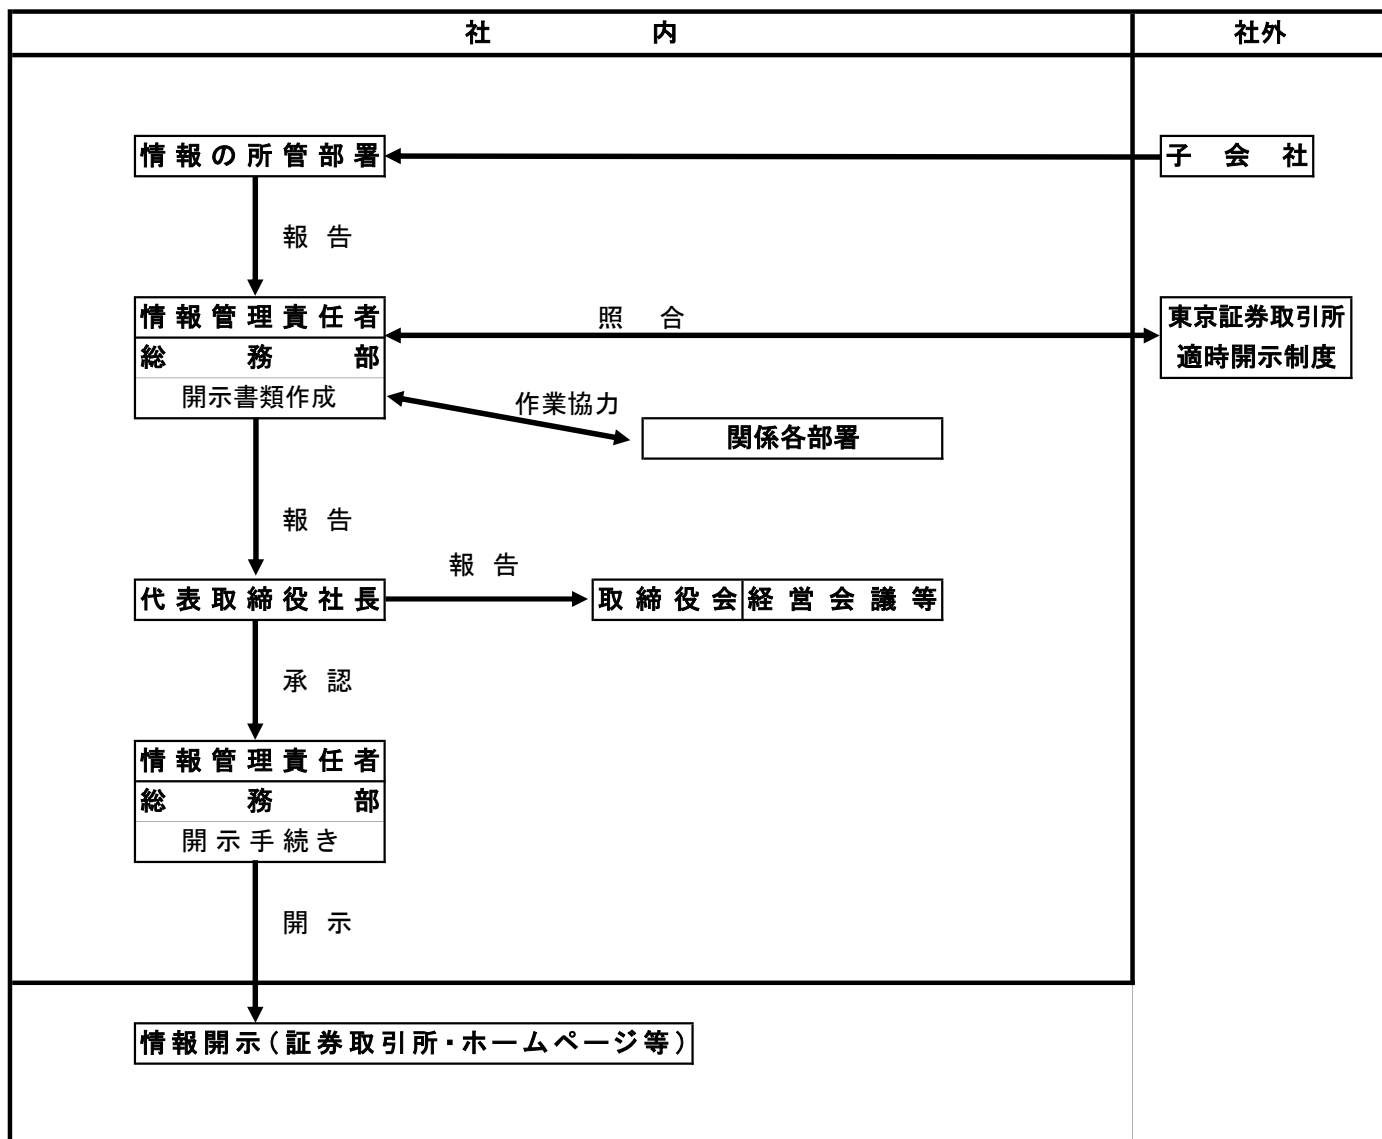 社内
社外
情報の所管部署
子会社
報告
情報管理責任者
総務部
開示書類作成
照合
東京証券取引所
適時開示制度
作業協力
関係各部署
報告
代表取締役社長
報告
取締役会 経営会議等
承認
情報管理責任者
総務部
開示手続き
開示
情報開示(証券取引所・ホームページ等)